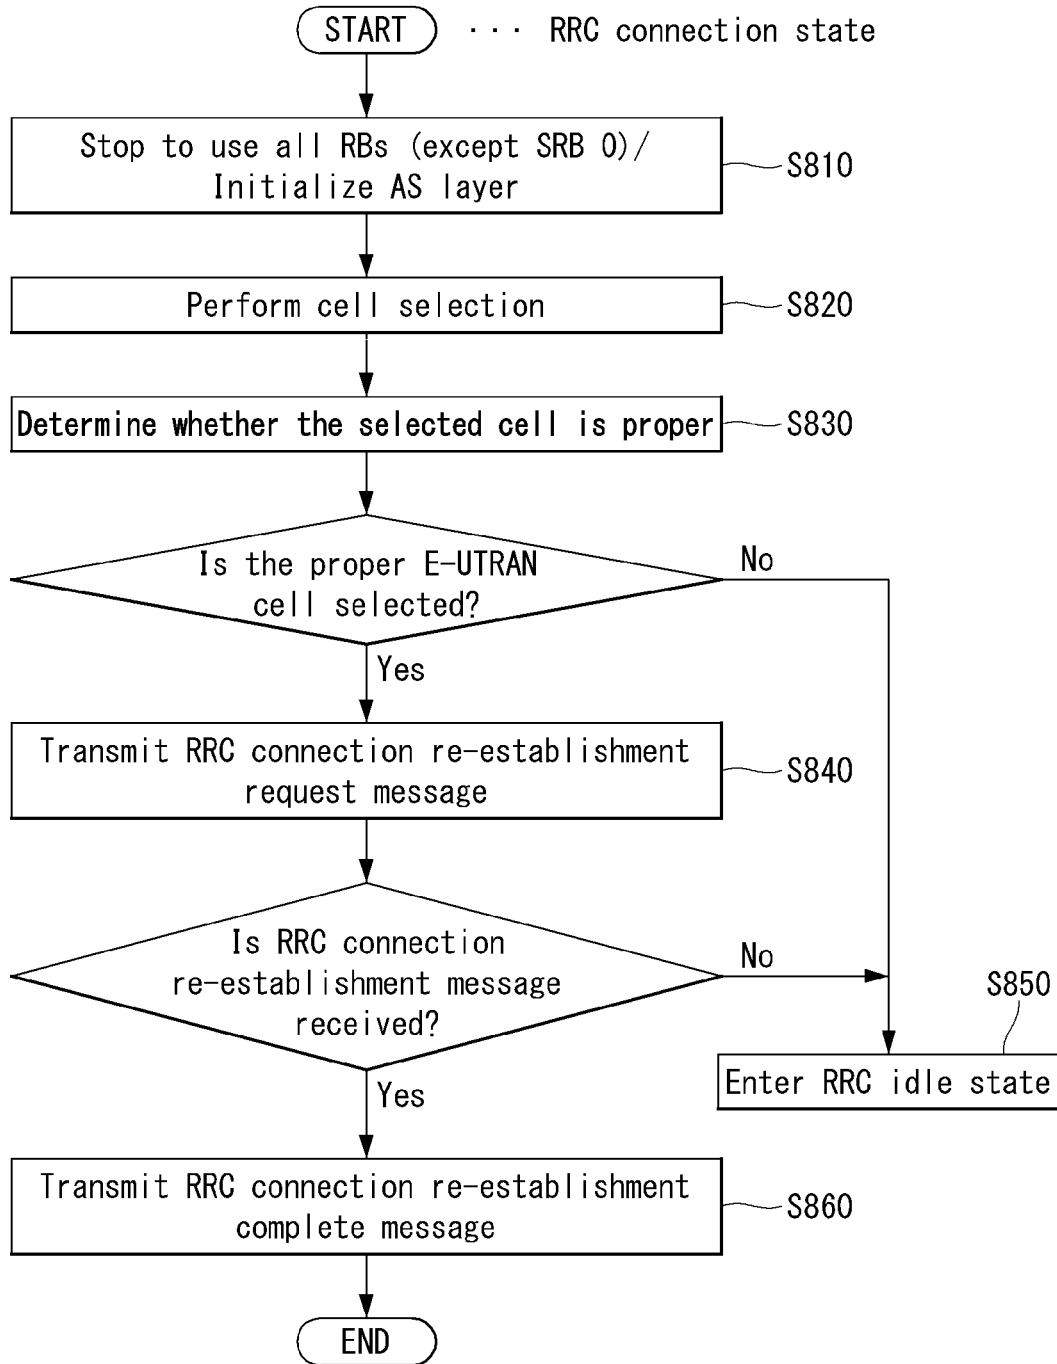 START ··· RRC connection state
Stop to use all RBs (except SRB 0)/
Initialize AS layer
S810
Perform cell selection
S820
Determine whether the selected cell is proper
S830
Is the proper E-UTRAN
cell selected?
No
Yes
Transmit RRC connection re-establishment
request message
S840
Is RRC connection
re-establishment message
received?
No
Yes
S850
Enter RRC idle state
Transmit RRC connection re-establishment
complete message
S860
END